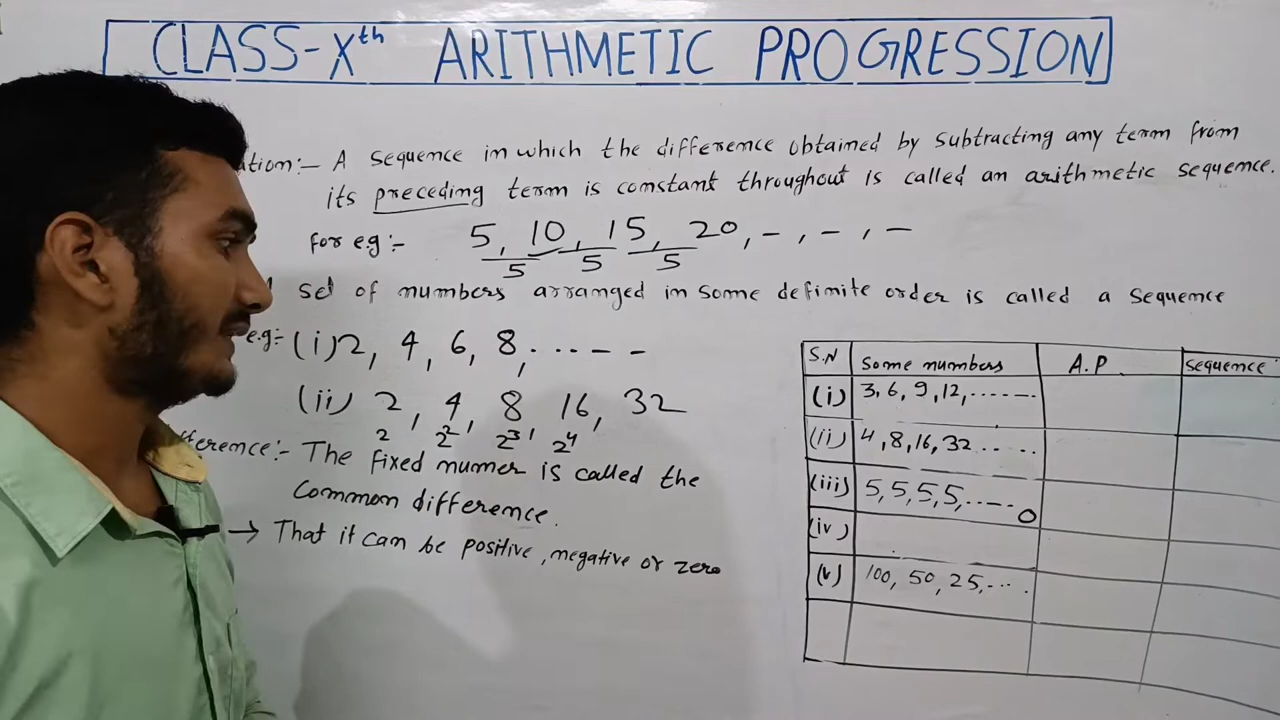 CLASS-Xth ARITHMETIC PROGRESSION
ation:- A sequence in which the difference obtained by subtracting any term from
its preceding term is constant throughout is called an arithmetic sequence.
For e.g:- 5, 10, 15, 20, -, -, -
5 5 5
set of numbers arranged in some definite order is called a sequence
e.g:- (i) 2, 4, 6, 8, .... - -
(ii) 2, 4, 8, 16, 32
2 2² 2³ 2⁴
fference:- The fixed numer is called the
Common difference.
→ That it can be positive, negative or zero
S.N Some numbers A.P. sequence
(i) 3, 6, 9, 12, ......
(ii) 4, 8, 16, 32 .....
(iii) 5, 5, 5, 5, .....
0
(iv)
(v) 100, 50, 25, ...